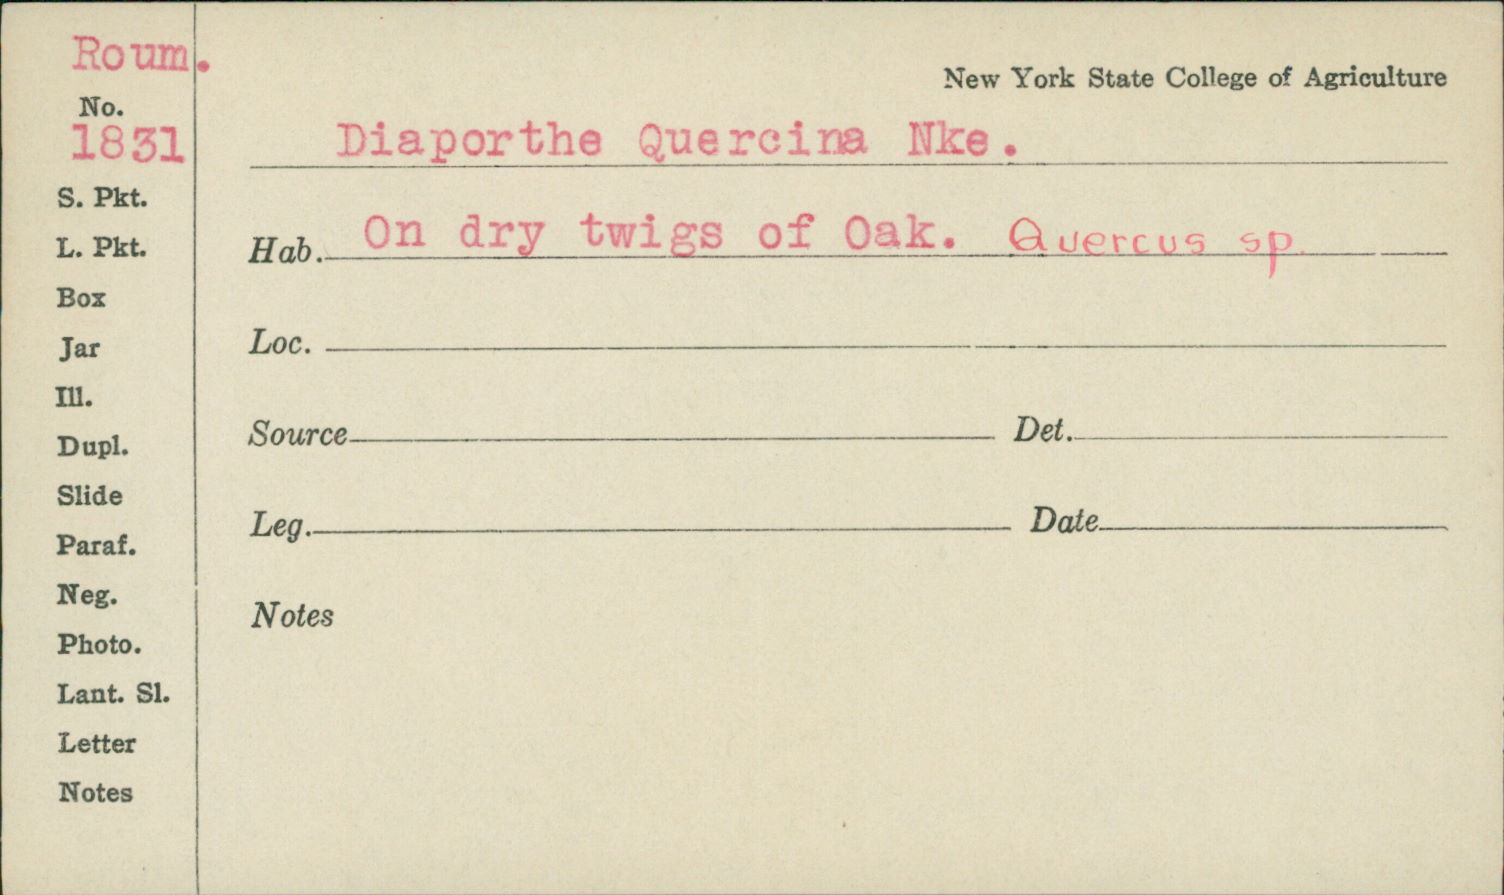 Roum.
No.
1831
S. Pkt.
L. Pkt.
Box
Jar
Ill.
Dupl.
Slide
Paraf.
Neg.
Photo.
Lant. Sl.
Letter
Notes
New York State College of Agriculture
Diaporthe Quercina Nke.
Hab. On dry twigs of Oak. Quercus sp.
Loc.
Source Det.
Leg. Date
Notes